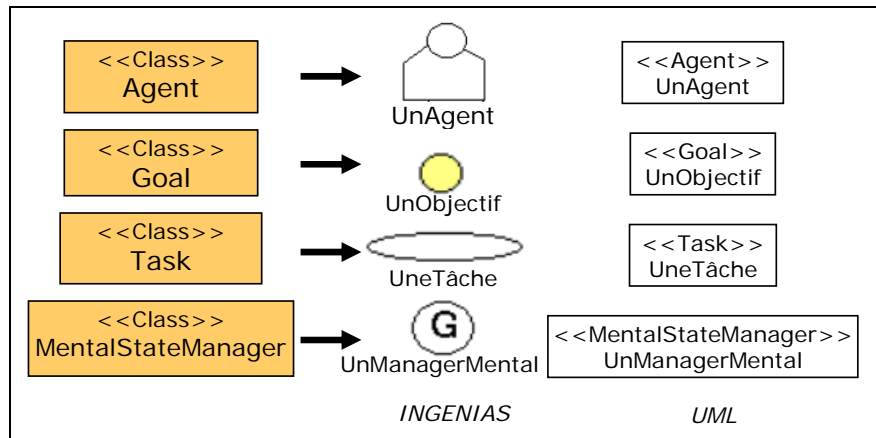 <<Class>>
Agent
UnAgent
<<Agent>>
UnAgent
<<Class>>
Goal
UnObjectif
<<Goal>>
UnObjectif
<<Class>>
Task
UneTâche
<<Task>>
UneTâche
<<Class>>
MentalStateManager
G
UnManagerMental
<<MentalStateManager>>
UnManagerMental
INGENIAS
UML